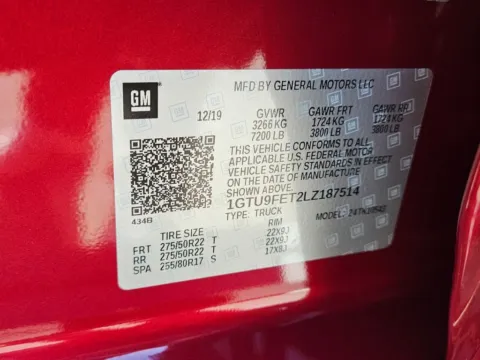 GM
MFD BY GENERAL MOTORS LLC
12/19 GVWR GAWR FRT GAWR RR
3266 KG 1724 KG 1724 KG
7200 LB 3800 LB 3800 LB
THIS VEHICLE CONFORMS TO ALL
APPLICABLE U.S. FEDERAL MOTOR
VEHICLE SAFETY STANDARDS IN EFFECT
ON THE DATE OF MANUFACTURE
SHOWN ABOVE.
1GTU9FET2LZ187514
434B TYPE: TRUCK MODEL:
TIRE SIZE RIM
FRT 275/50R22 T 22X9J
RR 275/50R22 T 22X9J
SPA 255/80R17 S 17X8J